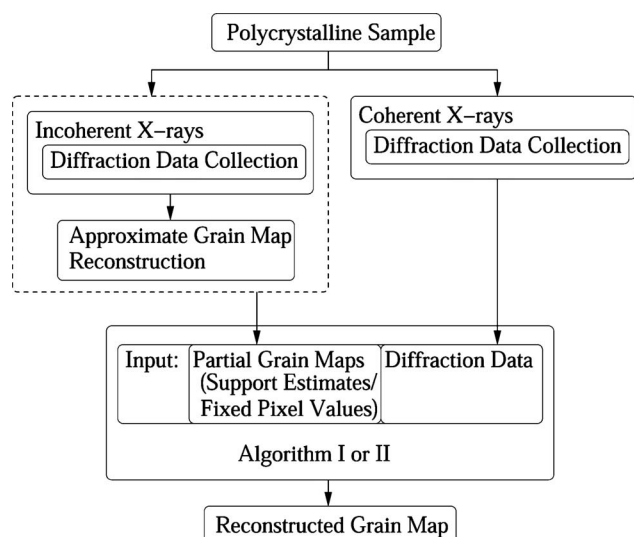 Polycrystalline Sample
Incoherent X-rays
Diffraction Data Collection
Approximate Grain Map
Reconstruction
Coherent X-rays
Diffraction Data Collection
Input: Partial Grain Maps Diffraction Data
(Support Estimates/
Fixed Pixel Values)
Algorithm I or II
Reconstructed Grain Map